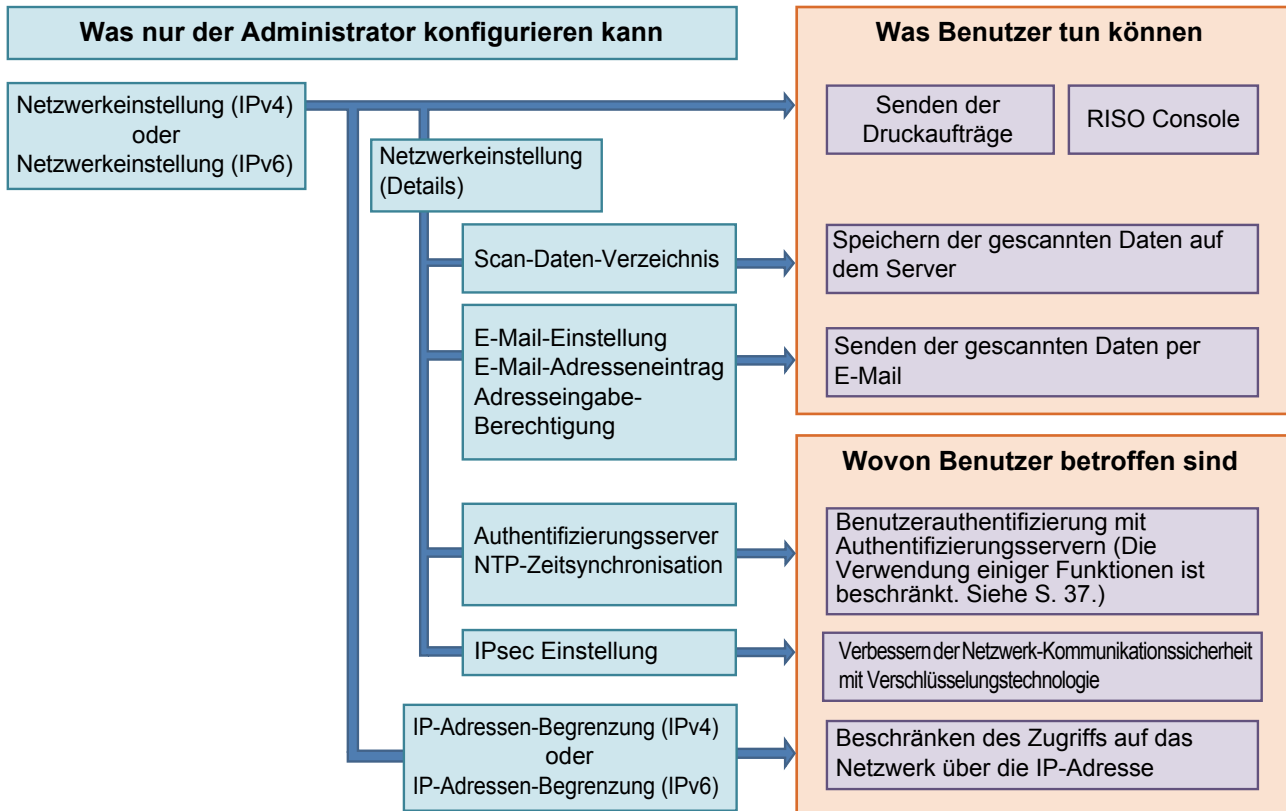 Was nur der Administrator konfigurieren kann
Was Benutzer tun können
Netzwerkeinstellung (IPv4)
oder
Netzwerkeinstellung (IPv6)
Senden der
Druckaufträge
RISO Console
Netzwerkeinstellung
(Details)
Scan-Daten-Verzeichnis
Speichern der gescannten Daten auf
dem Server
E-Mail-Einstellung
E-Mail-Adresseneintrag
Adresseingabe-
Berechtigung
Senden der gescannten Daten per
E-Mail
Wovon Benutzer betroffen sind
Authentifizierungsserver
NTP-Zeitsynchronisation
Benutzerauthentifizierung mit
Authentifizierungsservern (Die
Verwendung einiger Funktionen ist
beschränkt. Siehe S. 37.)
IPsec Einstellung
Verbessern der Netzwerk-Kommunikationssicherheit
mit Verschlüsselungstechnologie
IP-Adressen-Begrenzung (IPv4)
oder
IP-Adressen-Begrenzung (IPv6)
Beschränken des Zugriffs auf das
Netzwerk über die IP-Adresse